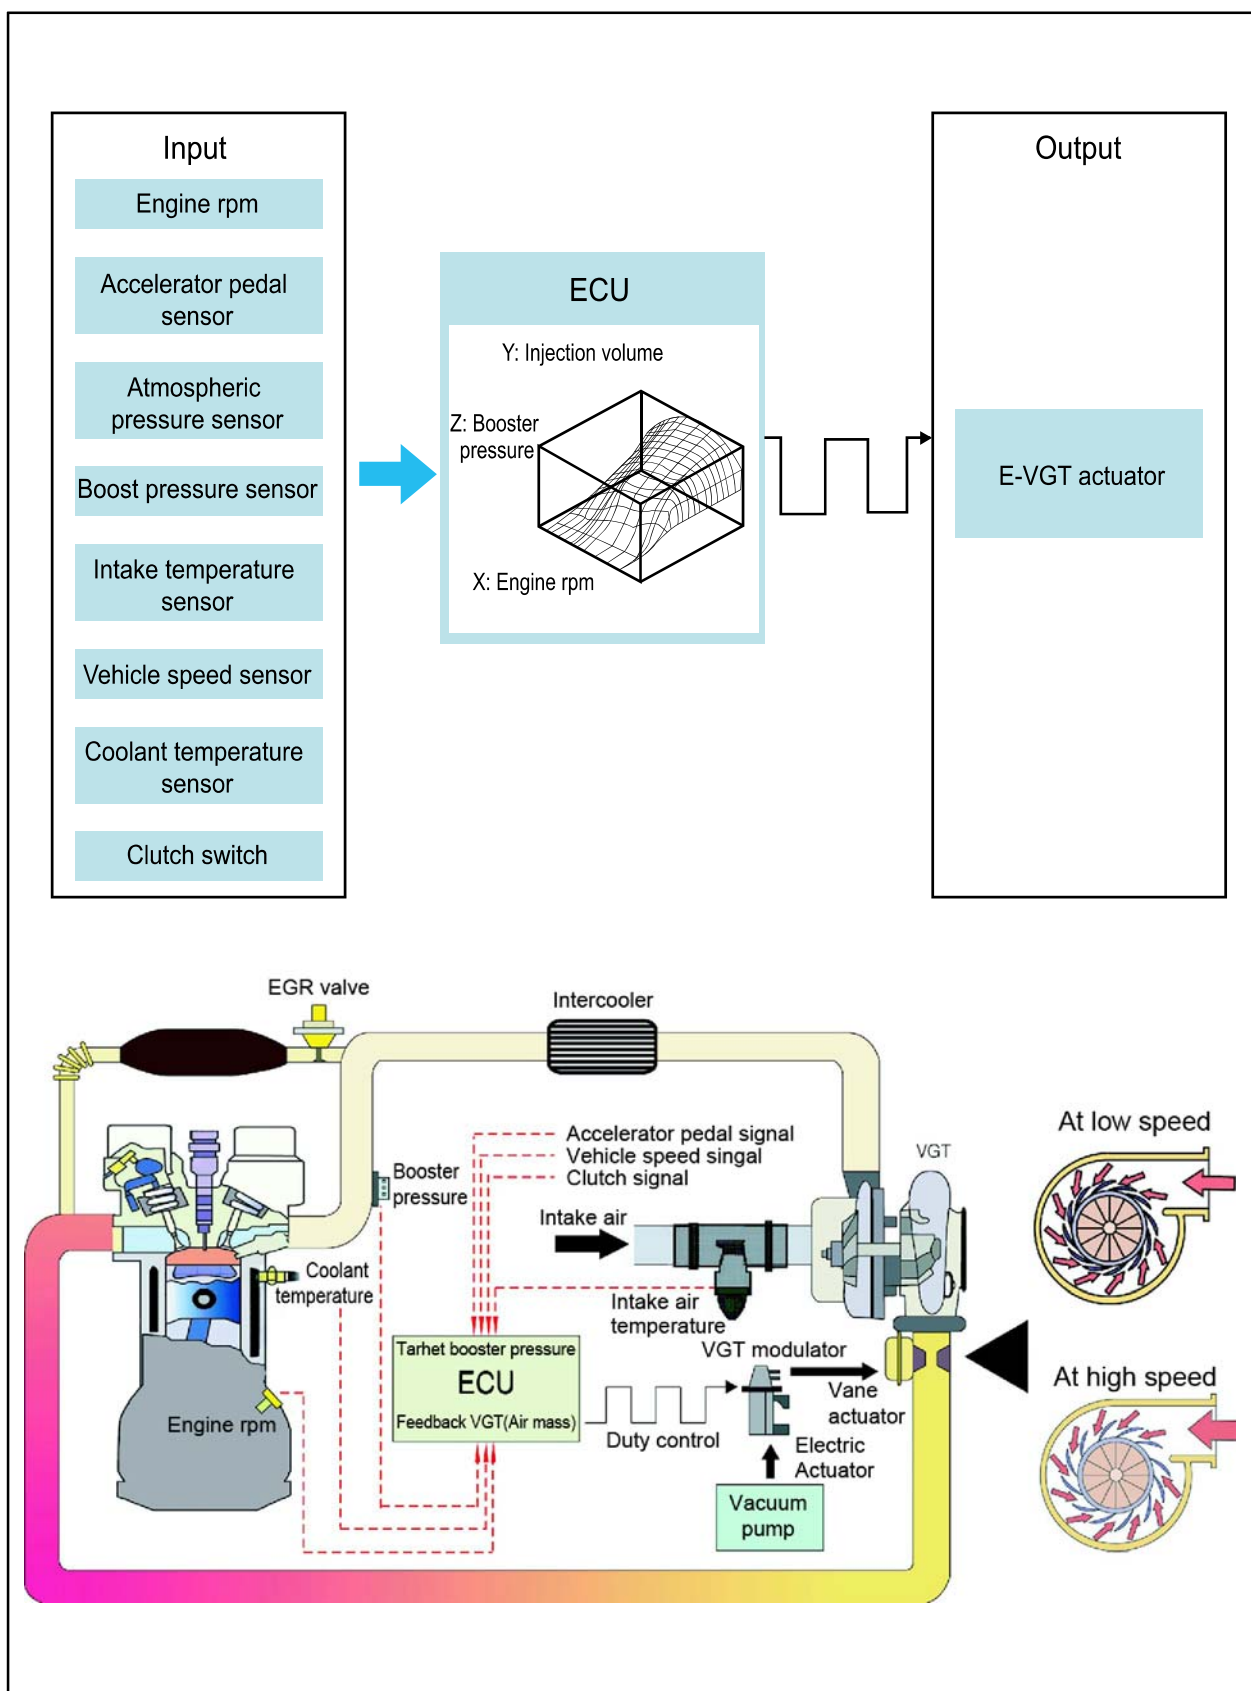 Input
Engine rpm
Accelerator pedal
sensor
Atmospheric
pressure sensor
Boost pressure sensor
Intake temperature
sensor
Vehicle speed sensor
Coolant temperature
sensor
Clutch switch
ECU
Y: Injection volume
Z: Booster
pressure
X: Engine rpm
Output
E-VGT actuator
EGR valve
Intercooler
Accelerator pedal signal
Vehicle speed singal
Clutch signal
Booster
pressure
Intake air
VGT
At low speed
Coolant
temperature
Intake air
temperature
Tarhet booster pressure
ECU
Feedback VGT(Air mass)
VGT modulator
Vane
actuator
At high speed
Engine rpm
Duty control
Electric
Actuator
Vacuum
pump